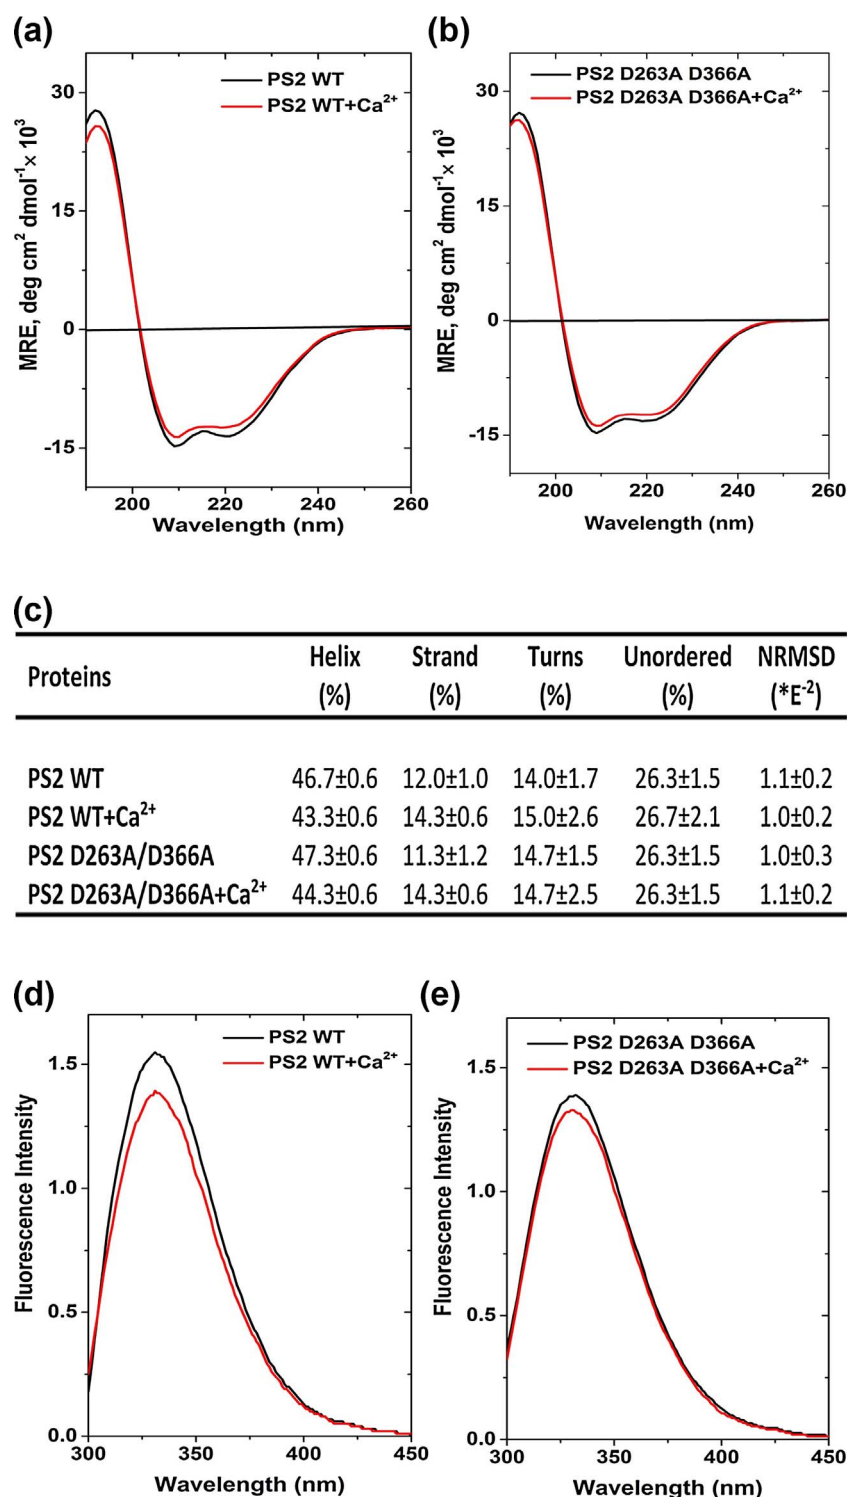 (a)
PS2 WT
PS2 WT+Ca²⁺
30
15
0
-15
MRE, deg cm² dmol⁻¹× 10³
200 220 240 260
Wavelength (nm)
(b)
PS2 D263A D366A
PS2 D263A D366A+Ca²⁺
30
15
0
-15
MRE, deg cm² dmol⁻¹× 10³
200 220 240 260
Wavelength (nm)
(c)
Proteins Helix (%) Strand (%) Turns (%) Unordered (%) NRMSD (*E⁻²)
PS2 WT 46.7±0.6 12.0±1.0 14.0±1.7 26.3±1.5 1.1±0.2
PS2 WT+Ca²⁺ 43.3±0.6 14.3±0.6 15.0±2.6 26.7±2.1 1.0±0.2
PS2 D263A/D366A 47.3±0.6 11.3±1.2 14.7±1.5 26.3±1.5 1.0±0.3
PS2 D263A/D366A+Ca²⁺ 44.3±0.6 14.3±0.6 14.7±2.5 26.3±1.5 1.1±0.2
(d)
PS2 WT
PS2 WT+Ca²⁺
1.5
1.0
0.5
0.0
Fluorescence Intensity
300 350 400 450
Wavelength (nm)
(e)
PS2 D263A D366A
PS2 D263A D366A+Ca²⁺
1.5
1.0
0.5
0.0
Fluorescence Intensity
300 350 400 450
Wavelength (nm)